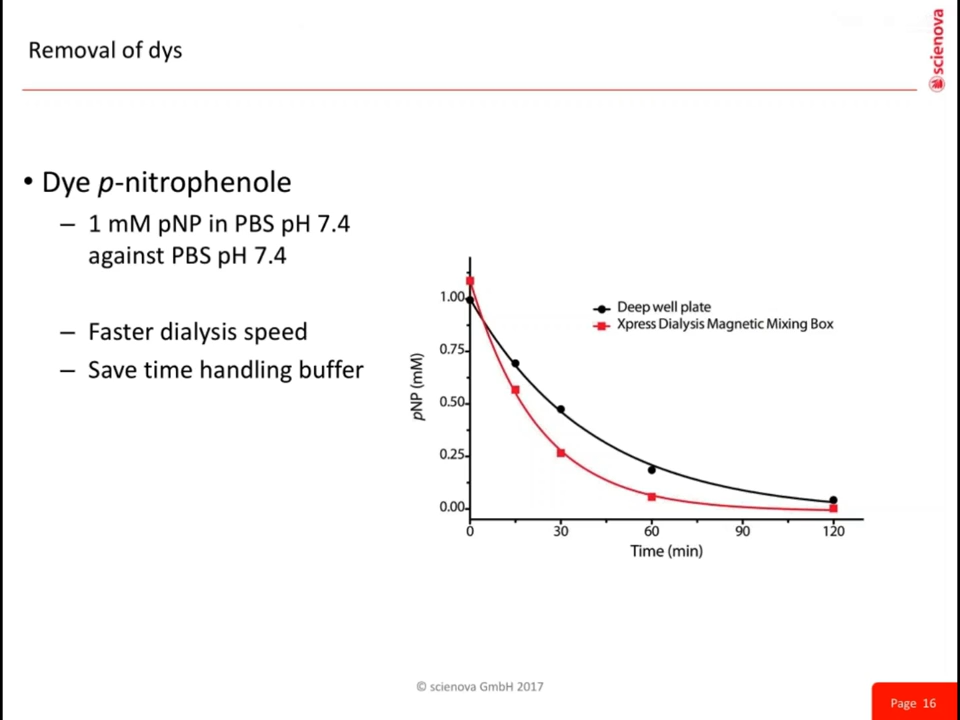 Removal of dys
scienova
• Dye p-nitrophenole
– 1 mM pNP in PBS pH 7.4
against PBS pH 7.4
– Faster dialysis speed
– Save time handling buffer
Deep well plate
Xpress Dialysis Magnetic Mixing Box
pNP (mM)
1.00
0.75
0.50
0.25
0.00
0 30 60 90 120
Time (min)
© scienova GmbH 2017
Page 16